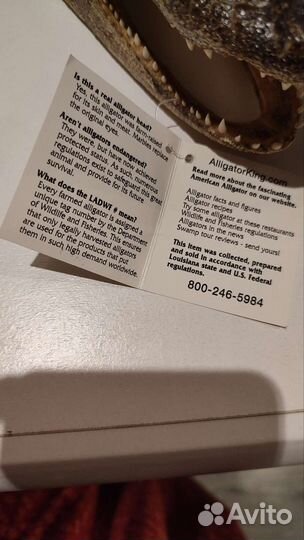 Is this a real alligator head?
Yes, this alligator was farm-raised
for its skin and meat. Marbles replace
the original eyes.
Aren't alligators endangered?
They were, but have now achieved
protected status. As such, numerous
regulations exist to safeguard this great
animal and provide for its future
survival.
What does the LADWF # mean?
Every farmed alligator is assigned a
unique tag number by the Department
of Wildlife and Fisheries. This ensures
that only legally harvested alligators
are used for the products that put
them in such high demand worldwide.
AlligatorKing.com
Read more about the fascinating
American Alligator on our website.
Alligator facts and figures
Alligator recipes
Try some alligator at these restaurants
Wildlife and Fisheries regulations
Alligators in the news
Swamp tour reviews - send yours!
This item was collected, prepared
and sold in accordance with
Louisiana state and U.S. Federal
regulations.
800-246-5984
Avito